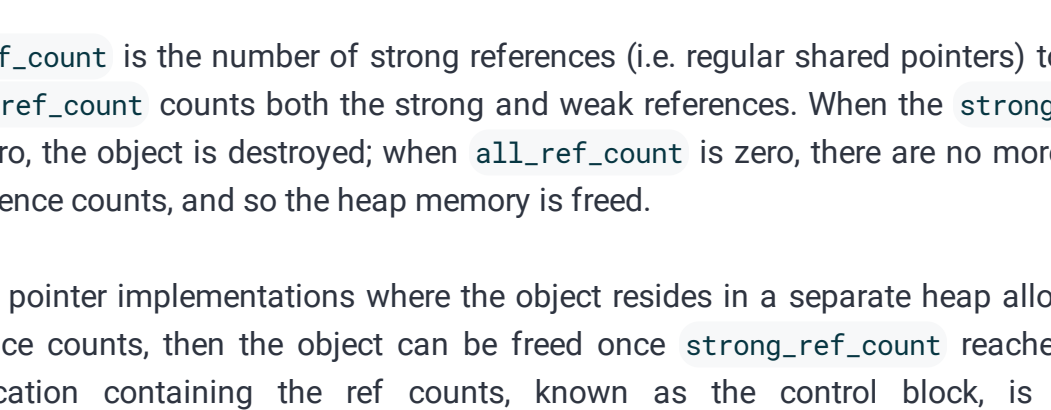 f_count is the number of strong references (i.e. regular shared pointers) t
ref_count counts both the strong and weak references. When the strong
ro, the object is destroyed; when all_ref_count is zero, there are no mor
ence counts, and so the heap memory is freed.
pointer implementations where the object resides in a separate heap allo
ce counts, then the object can be freed once strong_ref_count reache
cation containing the ref counts, known as the control block, is